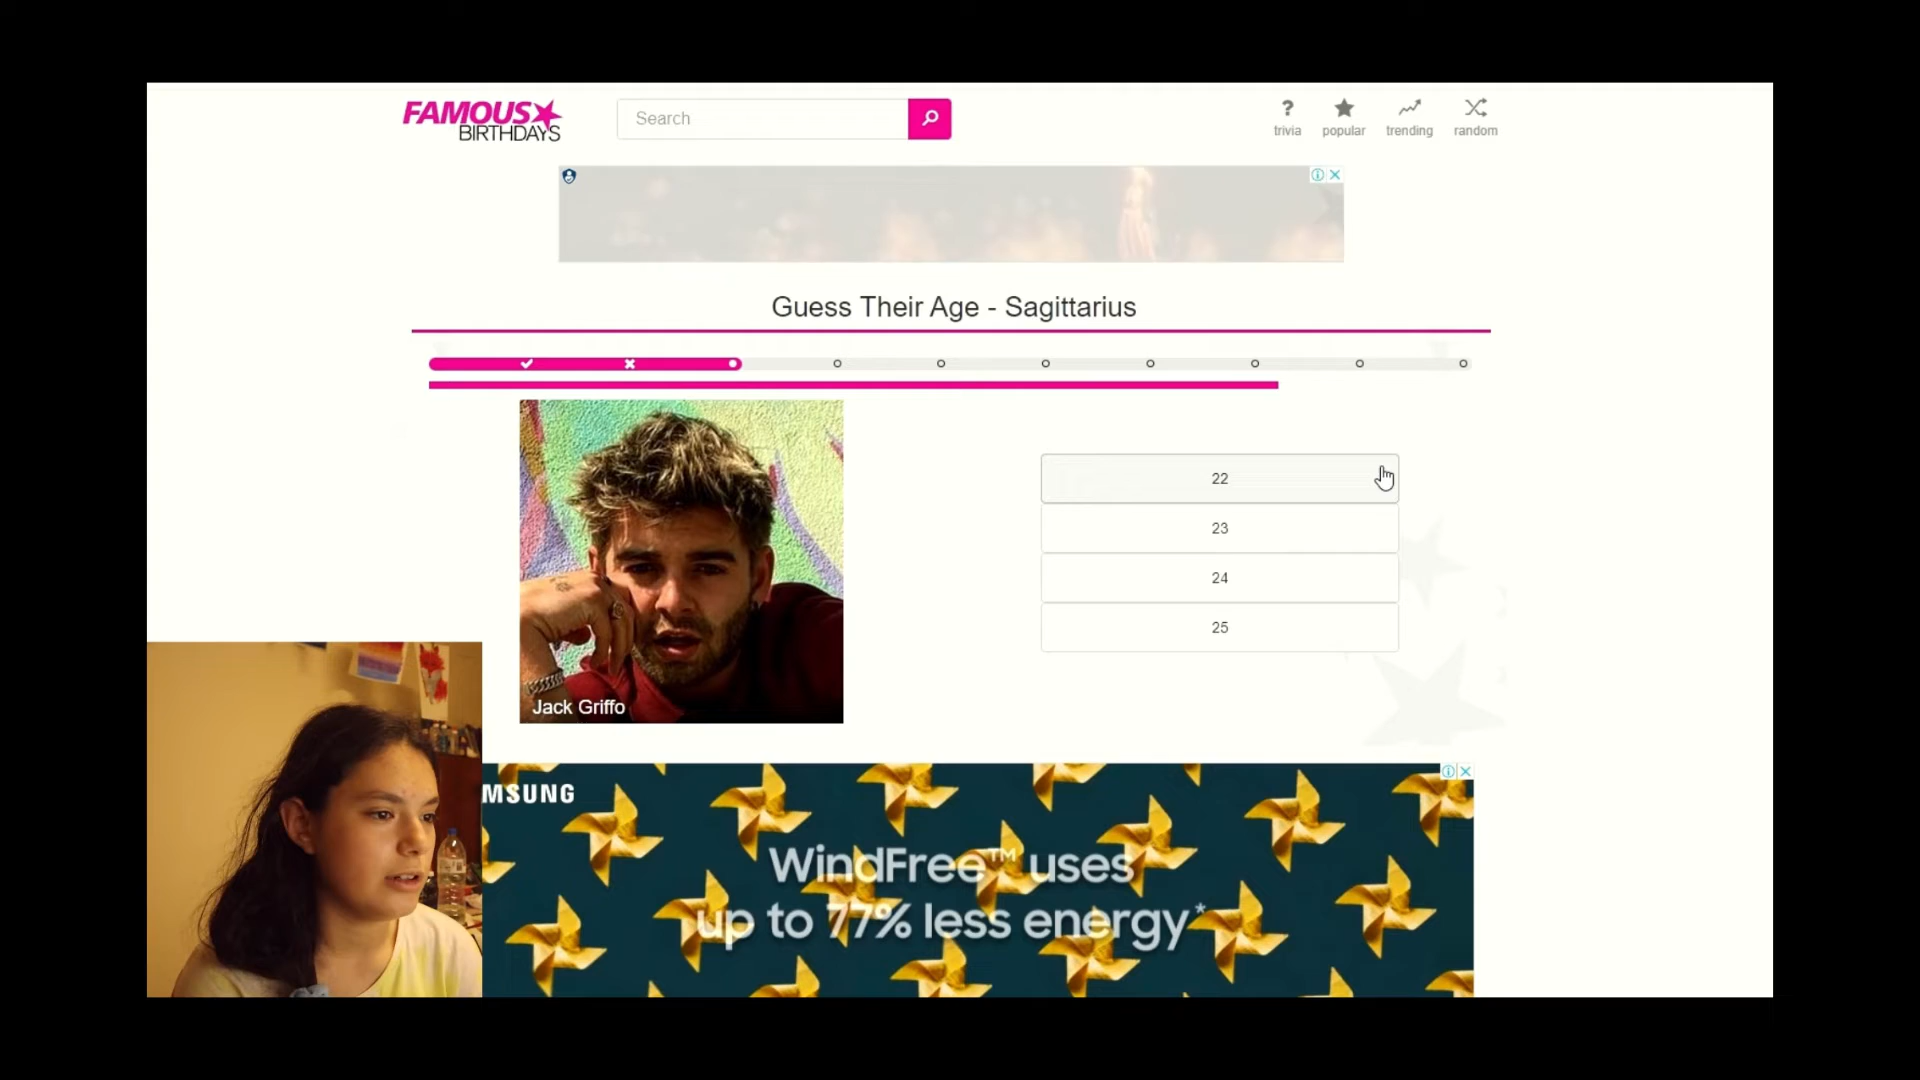 FAMOUS
BIRTHDAYS
Search
?
trivia
popular
trending
random
Guess Their Age - Sagittarius
22
23
24
25
Jack Griffo
MSUNG
WindFree™ uses
up to 77% less energy*